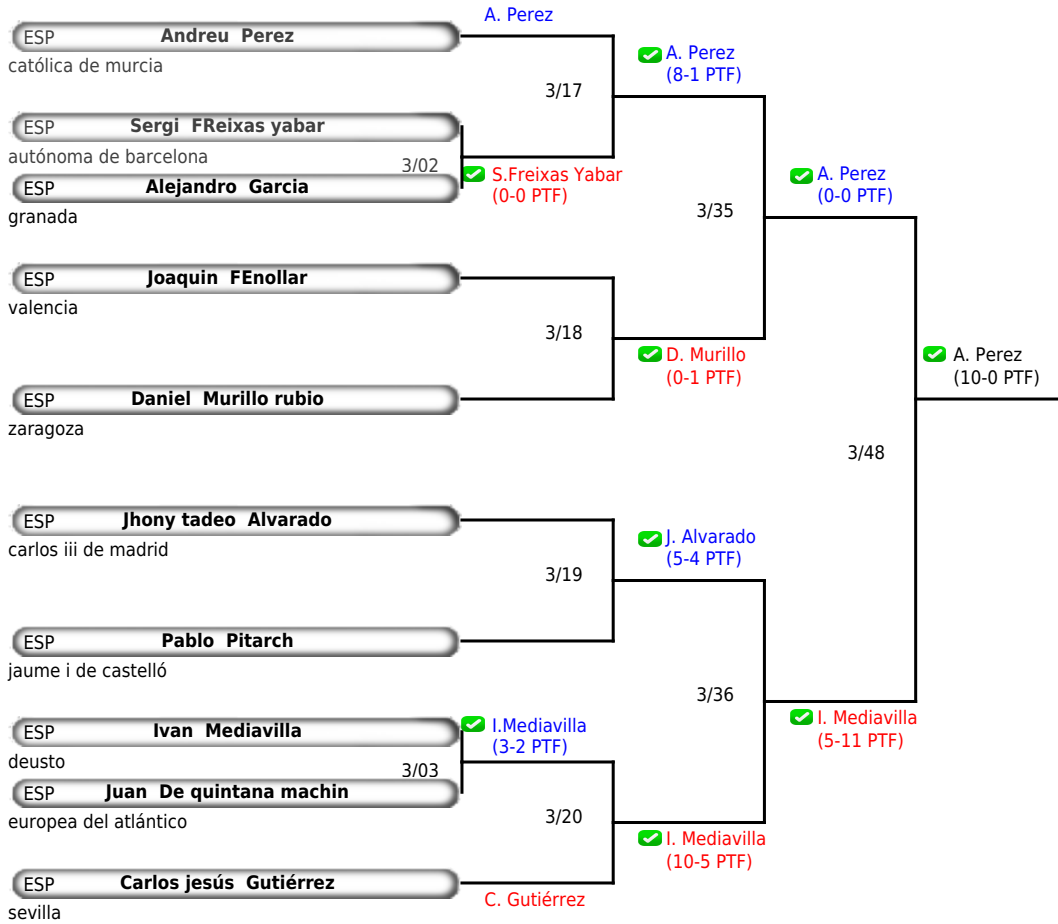 A. Perez
ESP Andreu Perez
católica de murcia
A. Perez
(8-1 PTF)
3/17
ESP Sergi FReixas yabar
autónoma de barcelona
3/02
S.Freixas Yabar
(0-0 PTF)
ESP Alejandro Garcia
granada
A. Perez
(0-0 PTF)
3/35
ESP Joaquin FEnollar
valencia
3/18
D. Murillo
(0-1 PTF)
A. Perez
(10-0 PTF)
ESP Daniel Murillo rubio
zaragoza
3/48
ESP Jhony tadeo Alvarado
carlos iii de madrid
J. Alvarado
(5-4 PTF)
3/19
ESP Pablo Pitarch
jaume i de castelló
3/36
I. Mediavilla
(5-11 PTF)
ESP Ivan Mediavilla
deusto
I.Mediavilla
(3-2 PTF)
3/03
ESP Juan De quintana machin
europea del atlántico
3/20
I. Mediavilla
(10-5 PTF)
ESP Carlos jesús Gutiérrez
sevilla
C. Gutiérrez